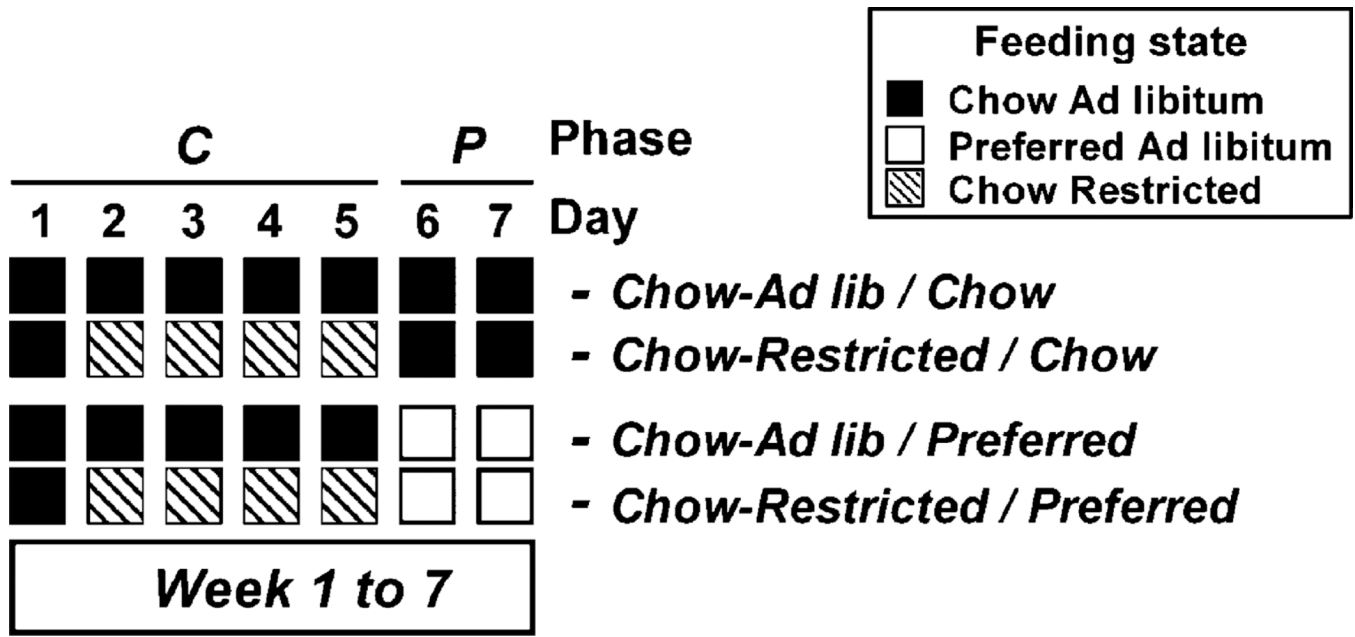 Feeding state
Chow Ad libitum
Preferred Ad libitum
Chow Restricted
C P Phase
1 2 3 4 5 6 7 Day
- Chow-Ad lib / Chow
- Chow-Restricted / Chow
- Chow-Ad lib / Preferred
- Chow-Restricted / Preferred
Week 1 to 7